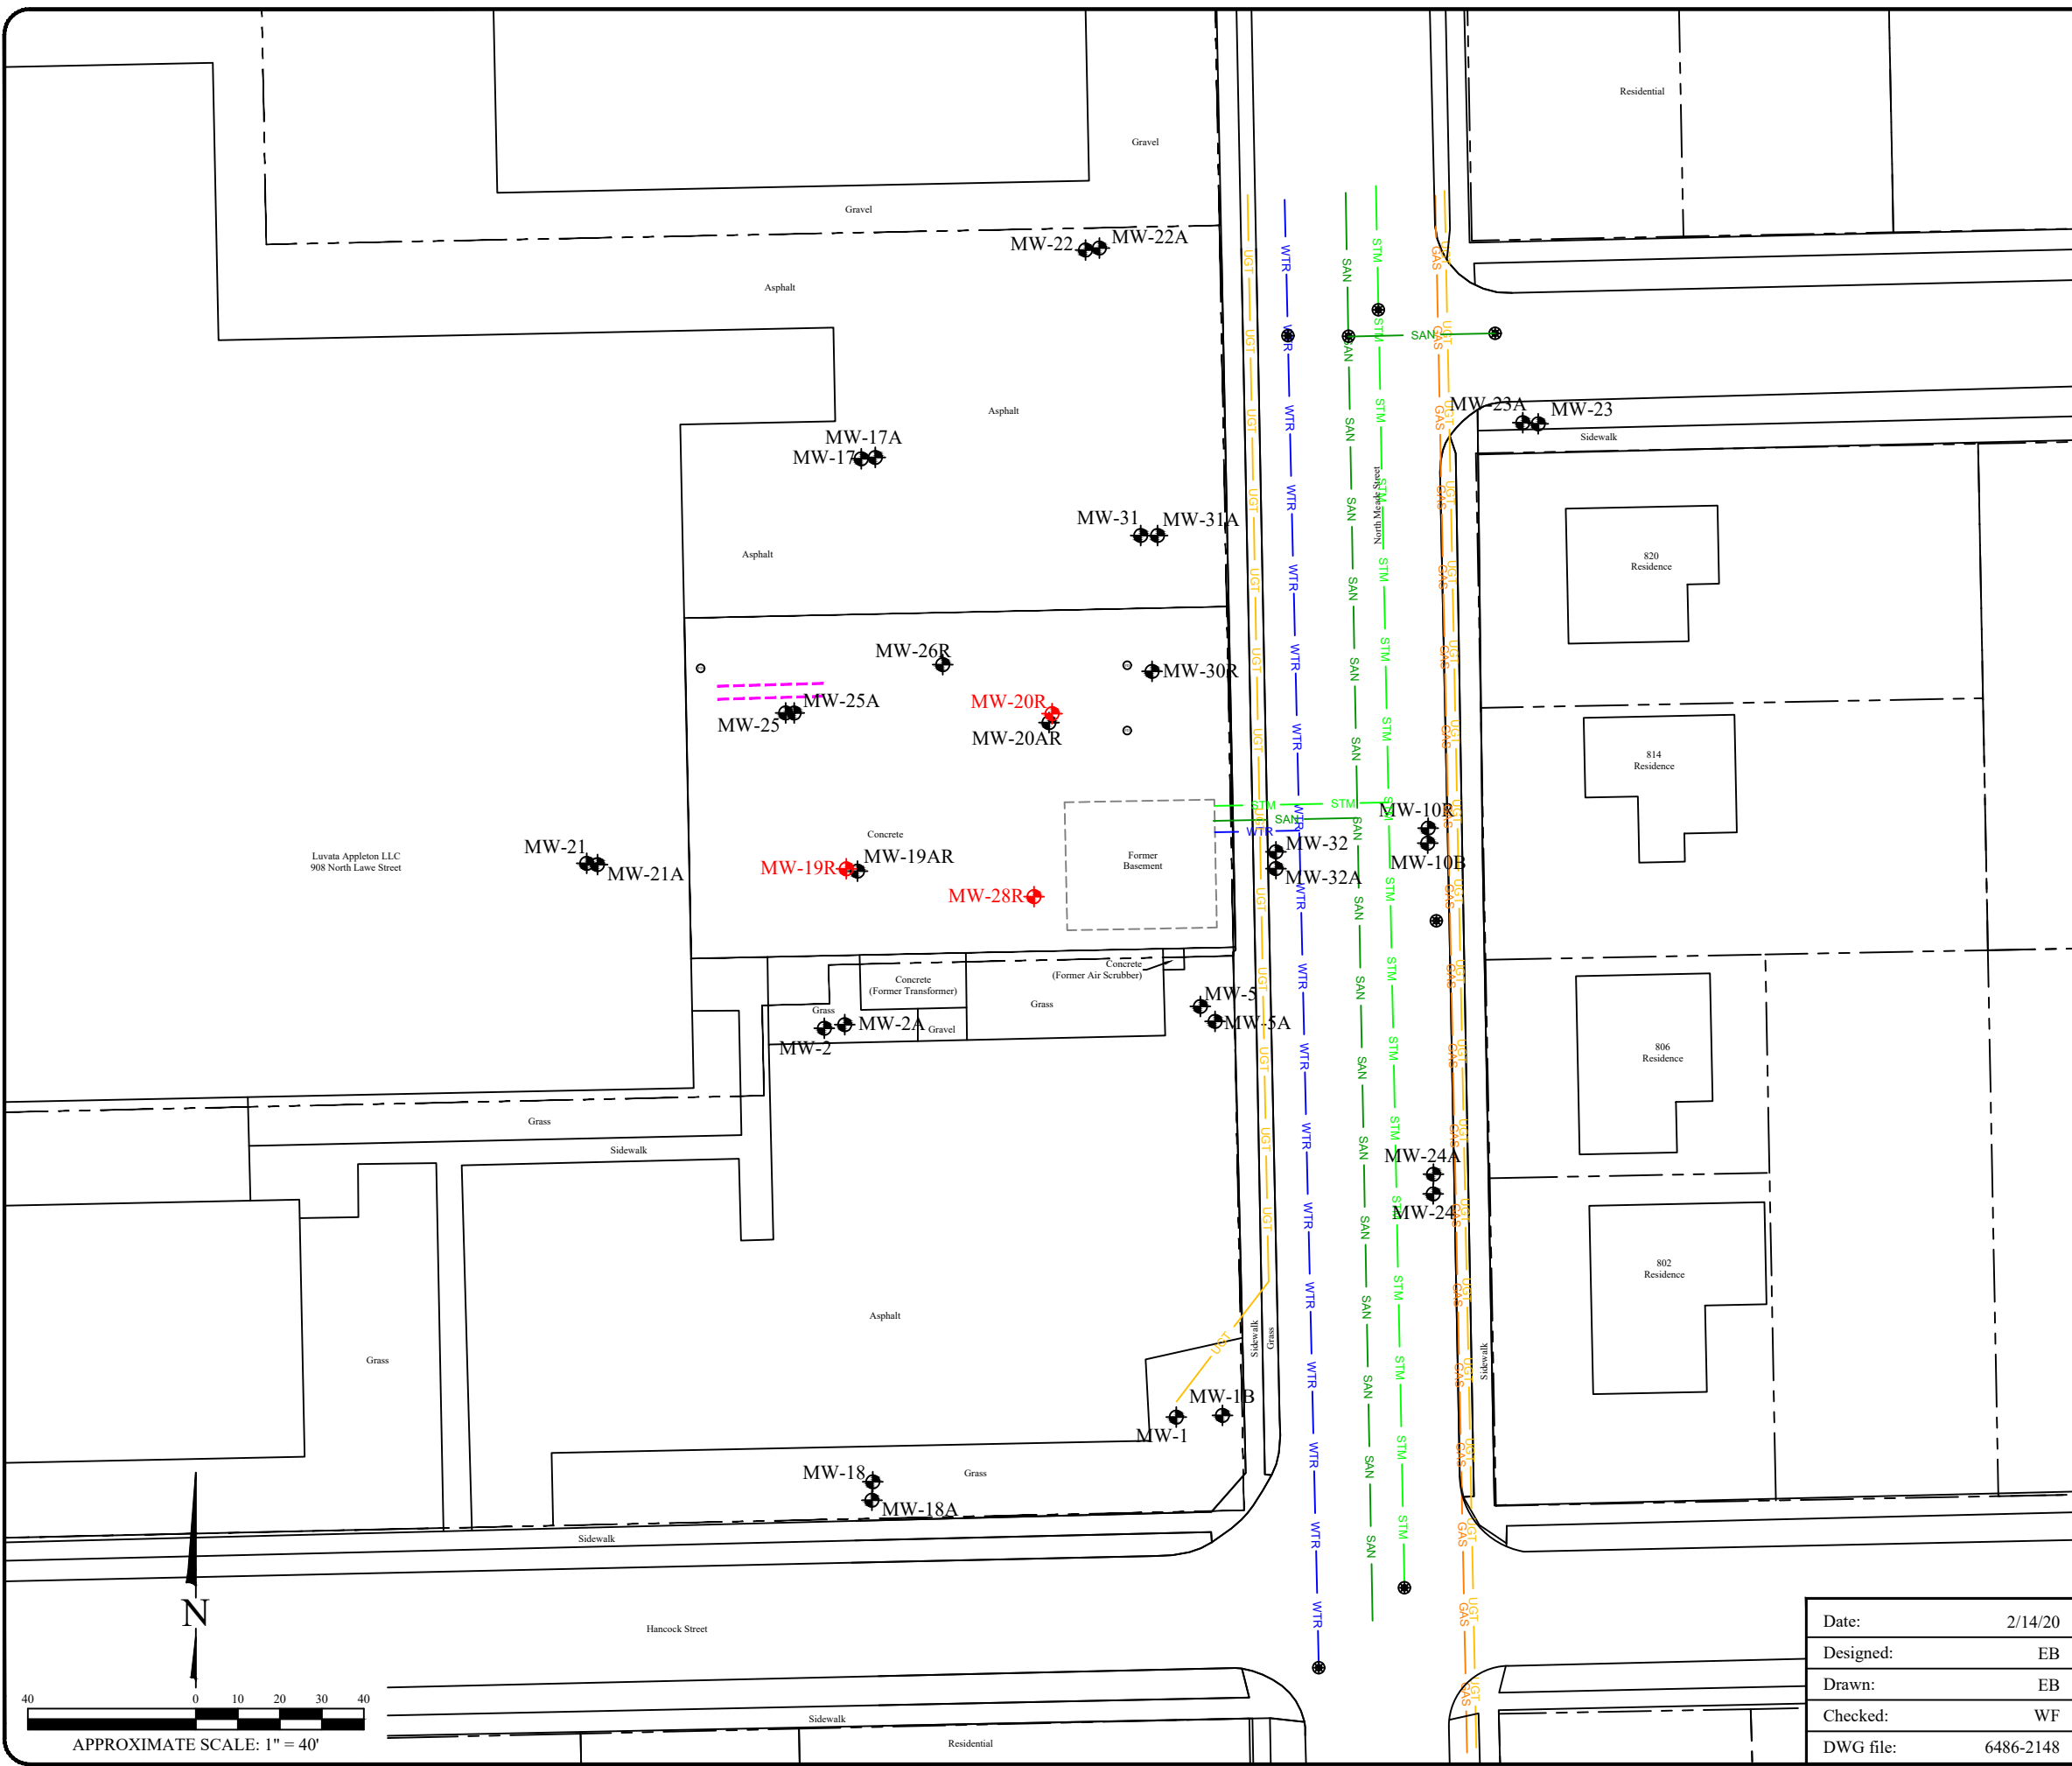 Residential
Gravel
Gravel
MW-22
MW-22A
Asphalt
WTR
SAN
STM
GAS
UGT
SAN
Asphalt
MW-23A
MW-23
Sidewalk
MW-17A
MW-17
North Meade Street
MW-31
MW-31A
Asphalt
820
Residence
MW-26R
MW-30R
MW-25A
MW-25
MW-20R
MW-20AR
814
Residence
STM
STM
SAN
WTR
MW-10R
MW-10B
Concrete
Former
Basement
MW-32
MW-32A
Luvata Appleton LLC
908 North Lawe Street
MW-21
MW-21A
MW-19R
MW-19AR
MW-28R
Concrete
(Former Air Scrubber)
Concrete
(Former Transformer)
Grass
Grass
Gravel
MW-5
MW-5A
MW-2A
MW-2
806
Residence
Grass
Sidewalk
MW-24A
MW-24
802
Residence
Asphalt
UGT
Sidewalk
Grass
Sidewalk
Grass
MW-1B
MW-1
MW-18
Grass
MW-18A
Sidewalk
N
Hancock Street
40 0 10 20 30 40
APPROXIMATE SCALE: 1" = 40'
Sidewalk
Residential
Date: 2/14/20
Designed: EB
Drawn: EB
Checked: WF
DWG file: 6486-2148